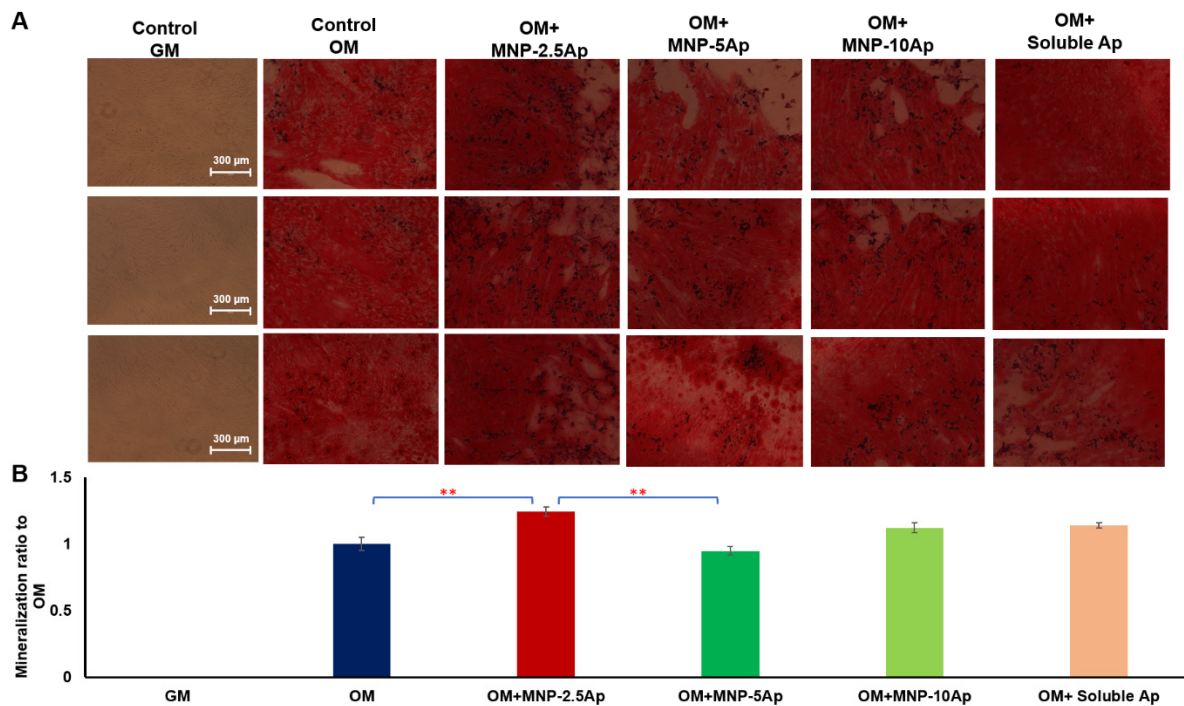 A
Control
GM
Control
OM
OM+
MNP-2.5Ap
OM+
MNP-5Ap
OM+
MNP-10Ap
OM+
Soluble Ap
300 µm
300 µm
300 µm
B
Mineralization ratio to
OM
1.5
1
0.5
0
**
**
GM
OM
OM+MNP-2.5Ap
OM+MNP-5Ap
OM+MNP-10Ap
OM+ Soluble Ap